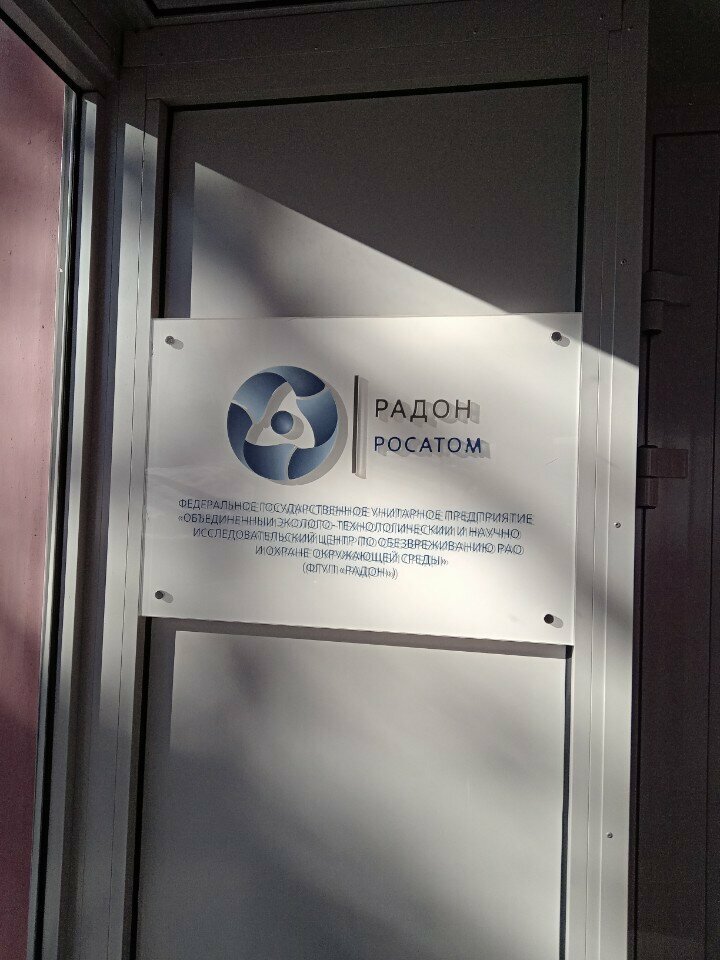 РАДОН
РОСАТОМ
ФЕДЕРАЛЬНОЕ ГОСУДАРСТВЕННОЕ УНИТАРНОЕ ПРЕДПРИЯТИЕ
«ОБЪЕДИНЕННЫЙ ЭКОЛОГО-ТЕХНОЛОГИЧЕСКИЙ И НАУЧНО
ИССЛЕДОВАТЕЛЬСКИЙ ЦЕНТР ПО ОБЕЗВРЕЖИВАНИЮ РАО
И ОХРАНЕ ОКРУЖАЮЩЕЙ СРЕДЫ»
(ФГУП «РАДОН»)